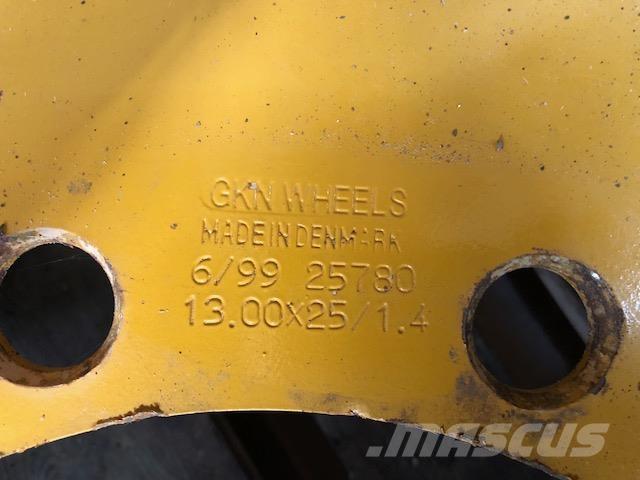 GKN WHEELS
MADE IN DENMARK
6/99 25780
13.00X25/1.4
MASCUS